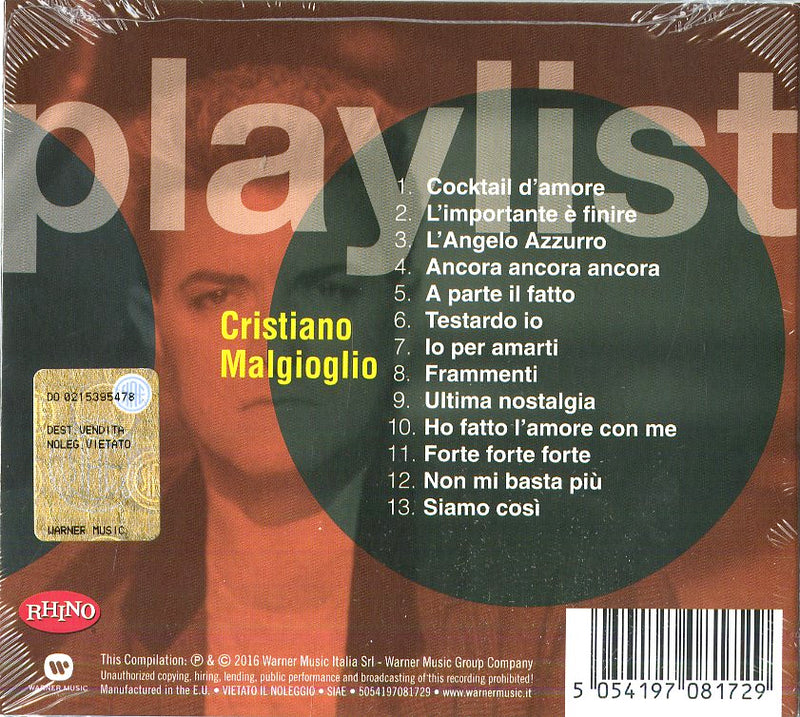 playlist
1. Cocktail d'amore
2. L'importante è finire
3. L'Angelo Azzurro
4. Ancora ancora ancora
5. A parte il fatto
6. Testardo io
7. Io per amarti
8. Frammenti
9. Ultima nostalgia
10. Ho fatto l'amore con me
11. Forte forte forte
12. Non mi basta più
13. Siamo così
Cristiano
Malgioglio
DO 0215395478
DEST.VENDITA
NOLEG.VIETATO
WARNER MUSIC
RHINO
WARNER MUSIC
This Compilation: ℗ & © 2016 Warner Music Italia Srl - Warner Music Group Company
Unauthorized copying, hiring, lending, public performance and broadcasting of this recording prohibited!
Manufactured in the E.U. • VIETATO IL NOLEGGIO • SIAE • 5054197081729 • www.warnermusic.it
5 054197 081729